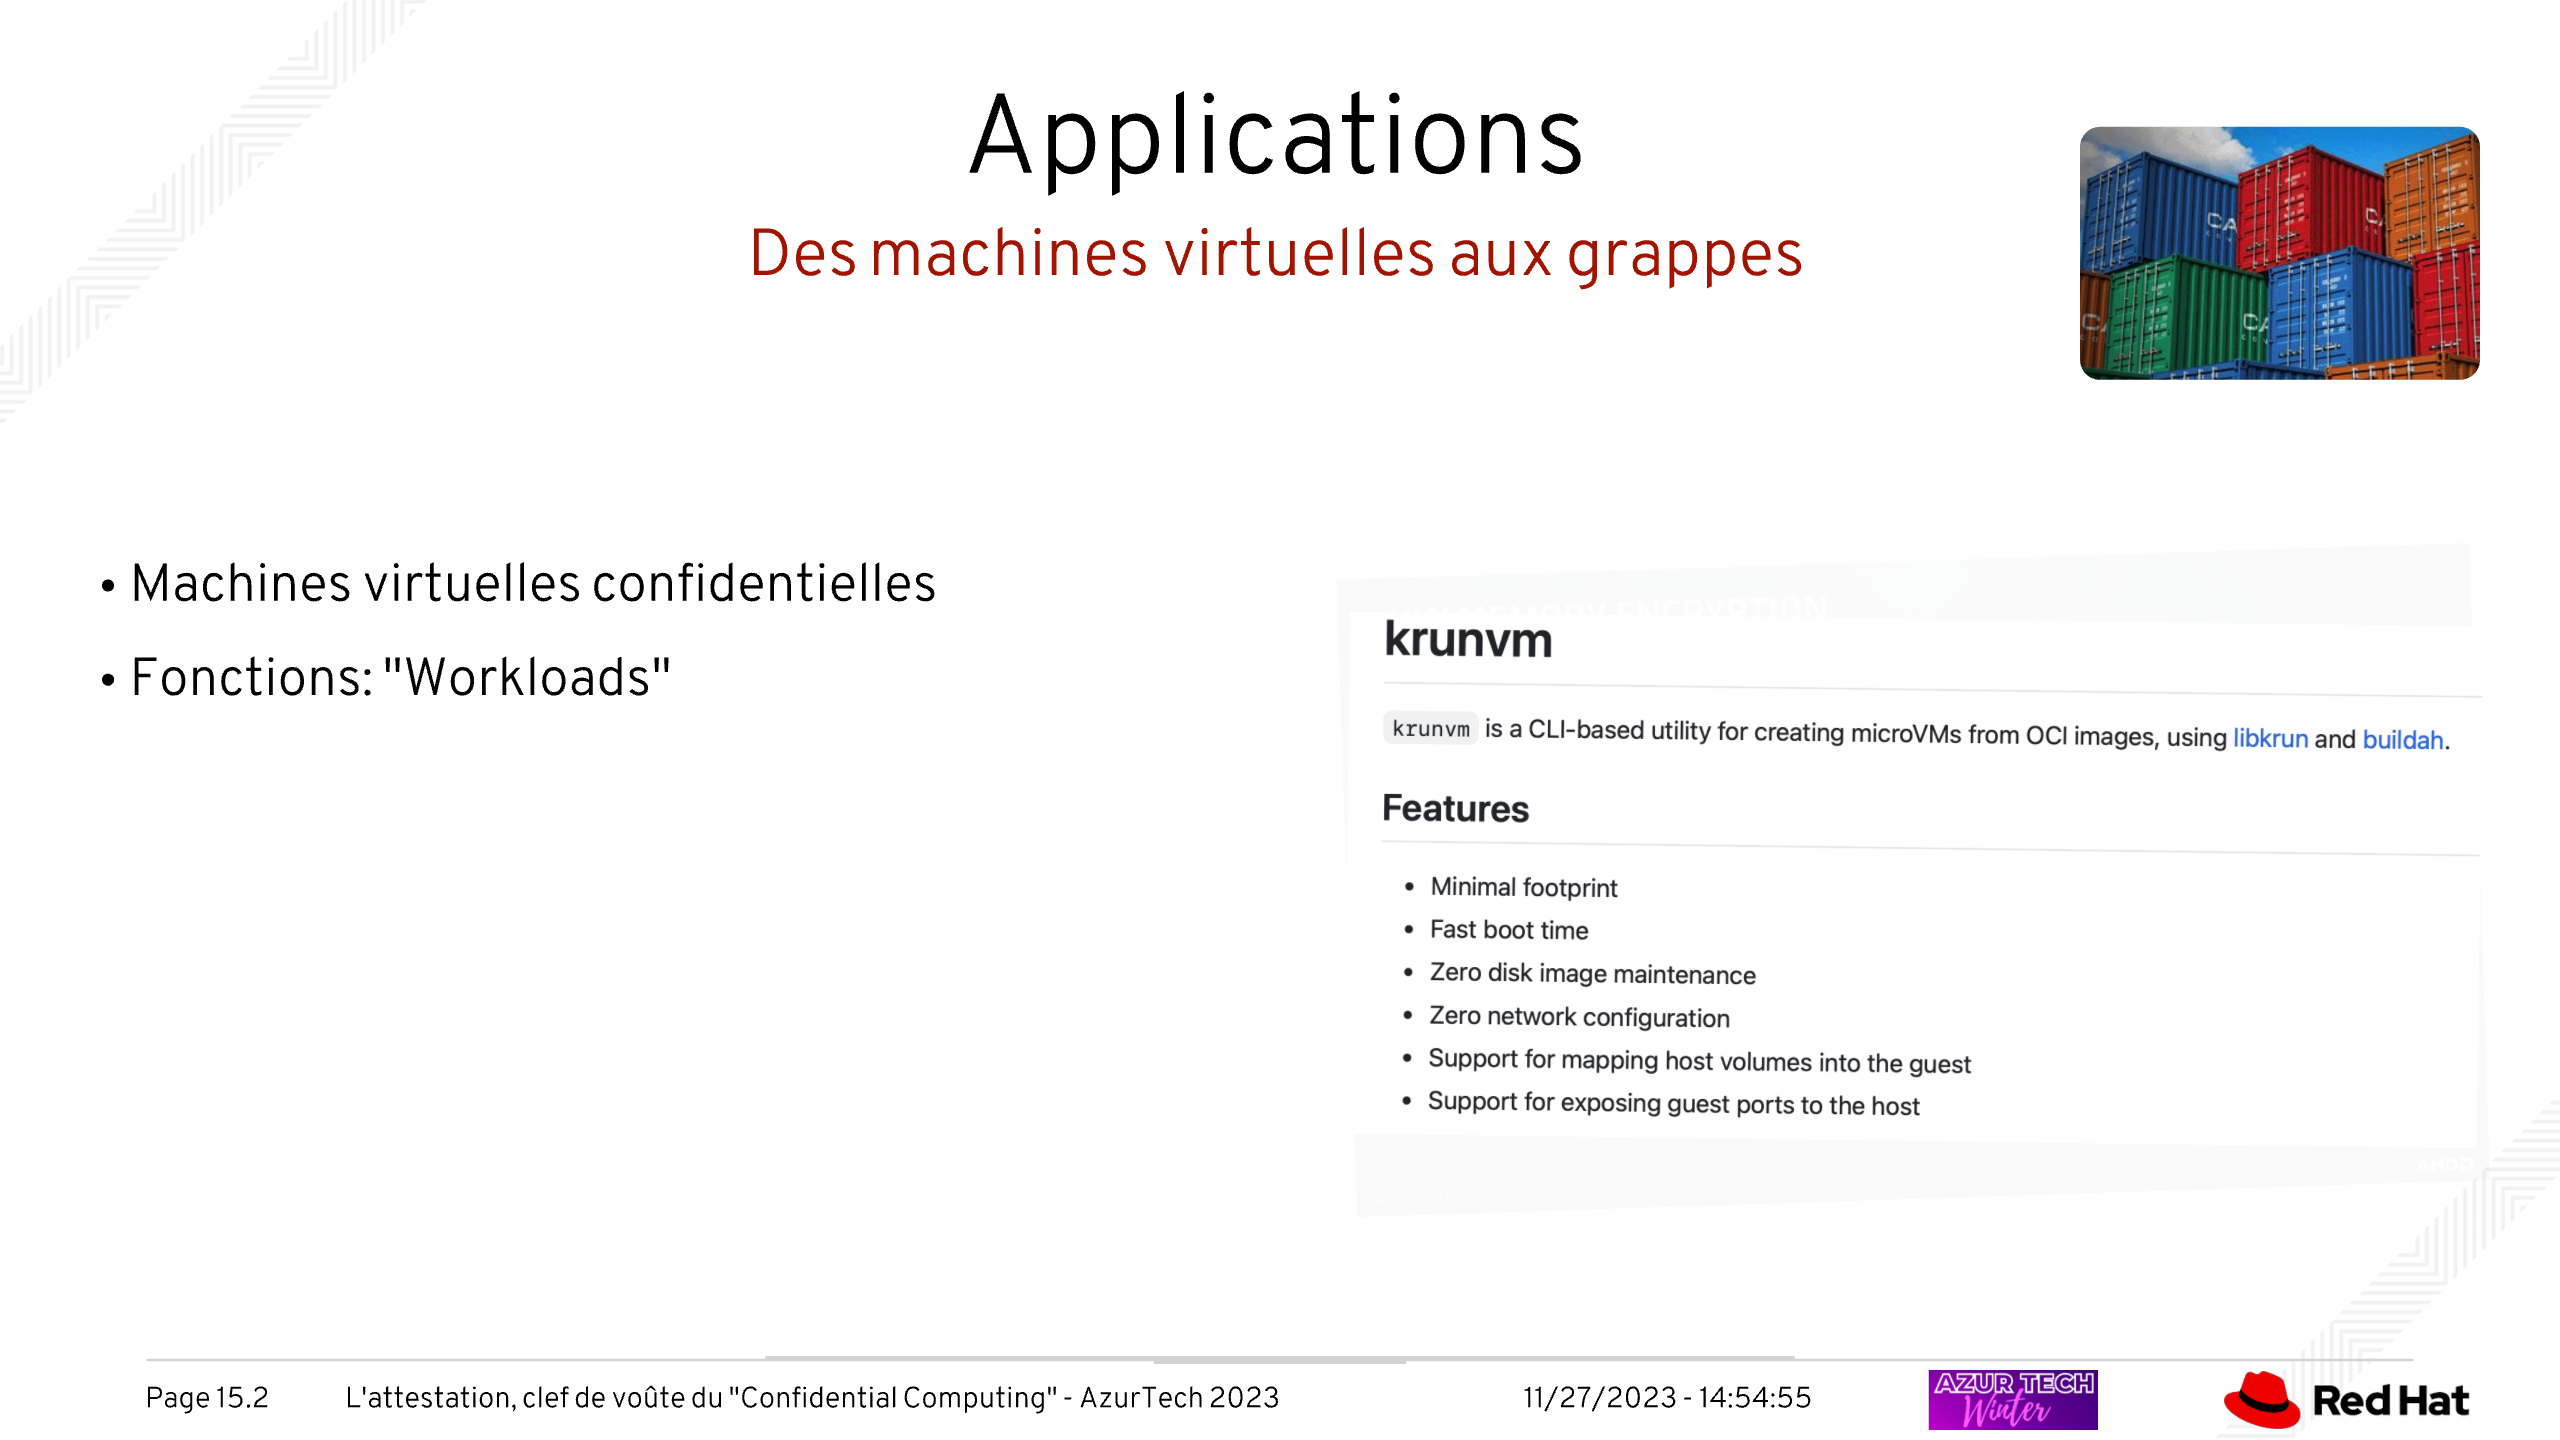 Applications
Des machines virtuelles aux grappes
• Machines virtuelles confidentielles
• Fonctions: "Workloads"
krunvm
krunvm is a CLI-based utility for creating microVMs from OCI images, using libkrun and buildah.
Features
• Minimal footprint
• Fast boot time
• Zero disk image maintenance
• Zero network configuration
• Support for mapping host volumes into the guest
• Support for exposing guest ports to the host
AMD
Page 15.2
L'attestation, clef de voûte du "Confidential Computing" - AzurTech 2023
11/27/2023 - 14:54:55
AZUR TECH
Winter
Red Hat